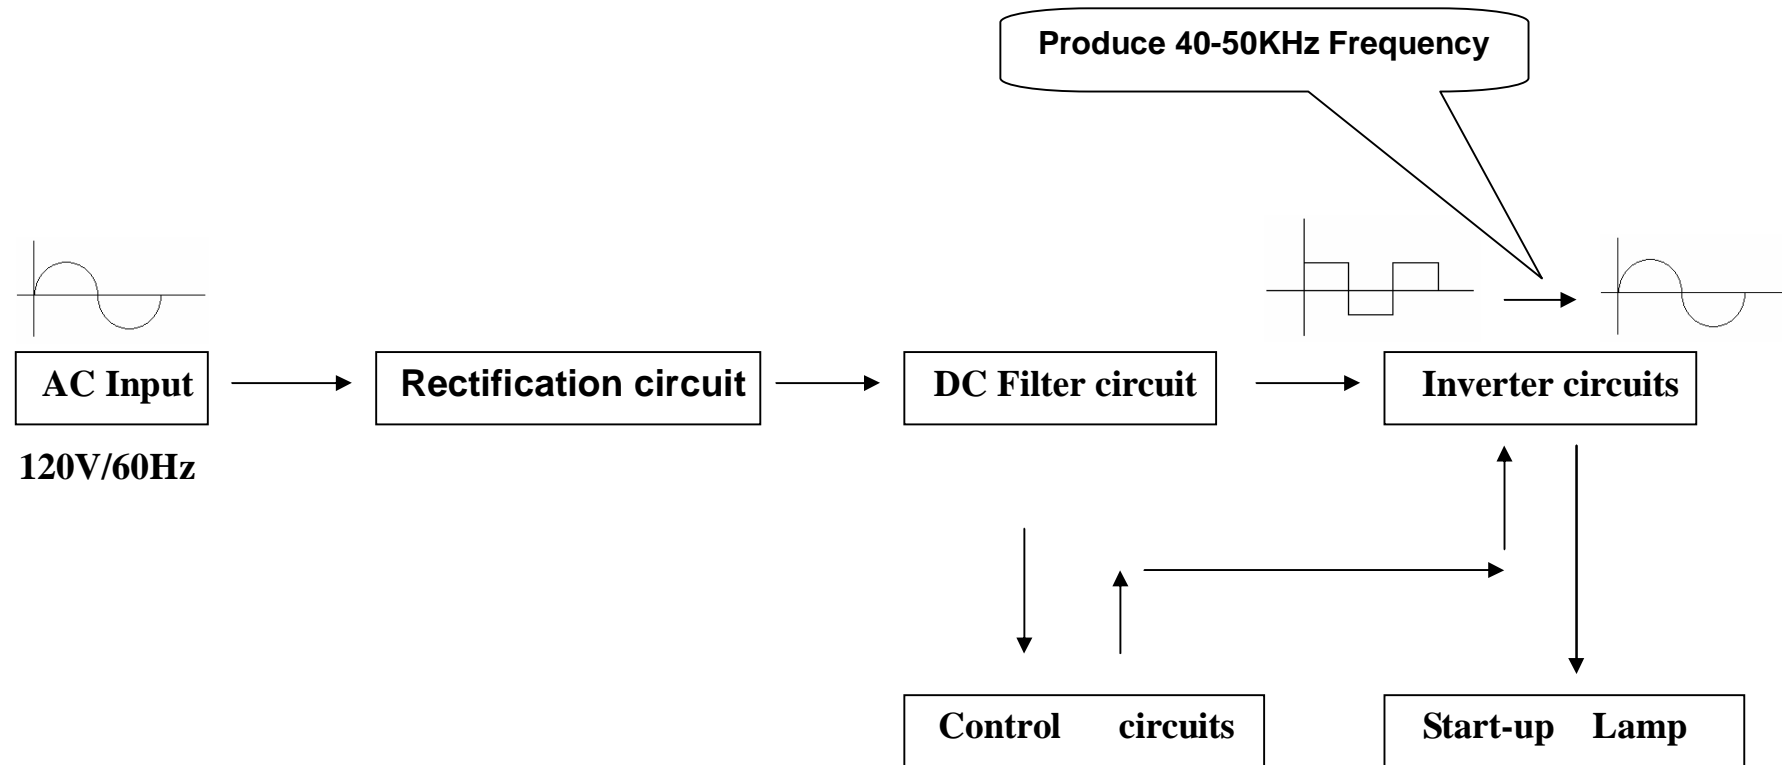 Produce 40-50KHz Frequency
AC Input
Rectification circuit
DC Filter circuit
Inverter circuits
120V/60Hz
Control circuits
Start-up Lamp